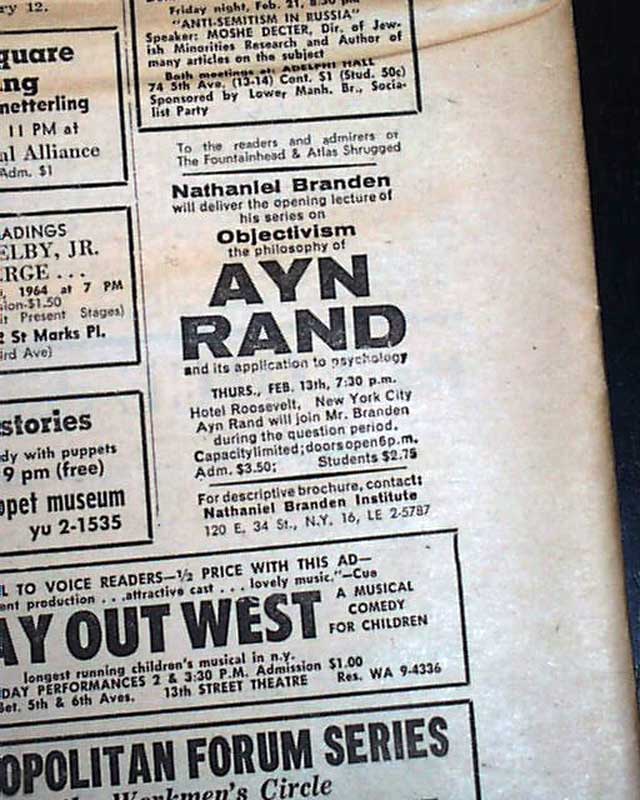 ry 12.
quare
ng
netterling
11 PM at
al Alliance
Adm. $1
ADINGS
ELBY, JR.
ERGE ...
1964 at 7 PM
sion-$1.50
it Present Stages)
St Marks Pl.
ird Ave)
stories
dy with puppets
9 pm (free)
ppet museum
yu 2-1535
Friday night, Feb. 21, 8:30 pm
"ANTI-SEMITISM IN RUSSIA"
Speaker: MOSHE DECTER, Dir. of Jew-
ish Minorities Research and Author of
many articles on the subject
Both meetings at: ADELPHI HALL
74 5th Ave. (13-14) Cont. $1 (Stud. 50c)
Sponsored by Lower Manh. Br., Socia-
list Party
To the readers and admirers of
The Fountainhead & Atlas Shrugged
Nathaniel Branden
will deliver the opening lecture of
his series on
Objectivism
the philosophy of
AYN
RAND
and its application to psychology
THURS., FEB. 13th, 7:30 p.m.
Hotel Roosevelt, New York City
Ayn Rand will join Mr. Branden
during the question period.
Capacity limited; doors open 6 p.m.
Adm. $3.50; Students $2.75
For descriptive brochure, contact:
Nathaniel Branden Institute
120 E. 34 St., N.Y. 16, LE 2-5787
L TO VOICE READERS—½ PRICE WITH THIS AD—
ent production . . . attractive cast . . . lovely music."—Cue
AY OUT WEST
A MUSICAL
COMEDY
FOR CHILDREN
longest running children's musical in n.y.
DAY PERFORMANCES 2 & 3:30 P.M. Admission $1.00
Bet. 5th & 6th Aves. 13th STREET THEATRE Res. WA 9-4336
OPOLITAN FORUM SERIES
the Workmen's Circle